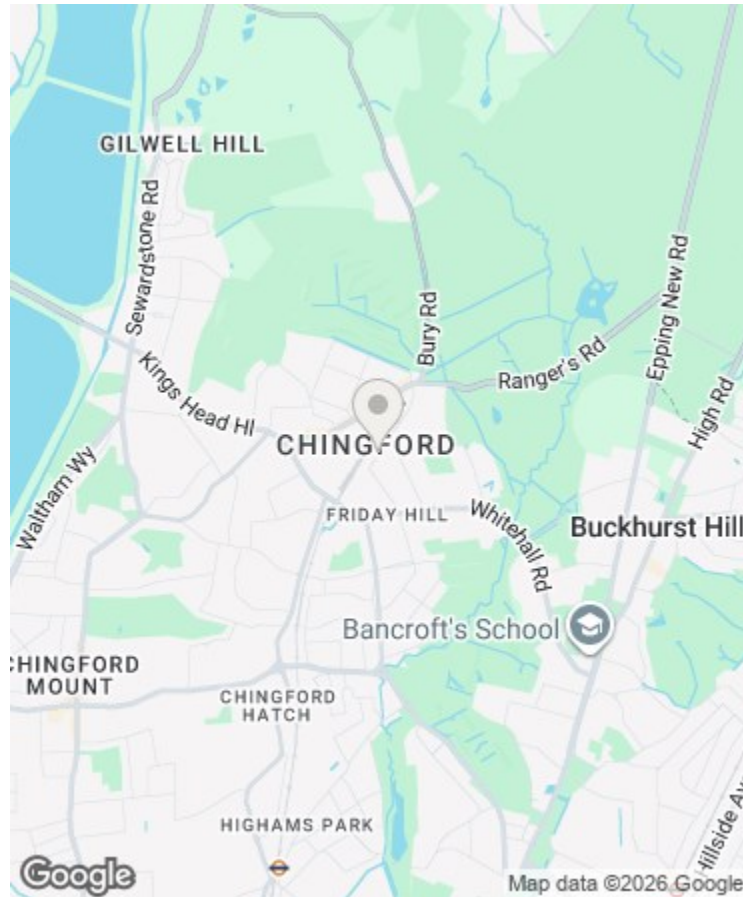 GILWELL HILL
Sewardstone Rd
Bury Rd
Epping New Rd
Ranger's Rd
High Rd
Kings Head Hl
CHINGFORD
Waltham Wy
FRIDAY HILL
Whitehall Rd
Buckhurst Hill
Bancroft's School
CHINGFORD
MOUNT
CHINGFORD
HATCH
HIGHAMS PARK
Hillside Av
Google
Map data ©2026 Google